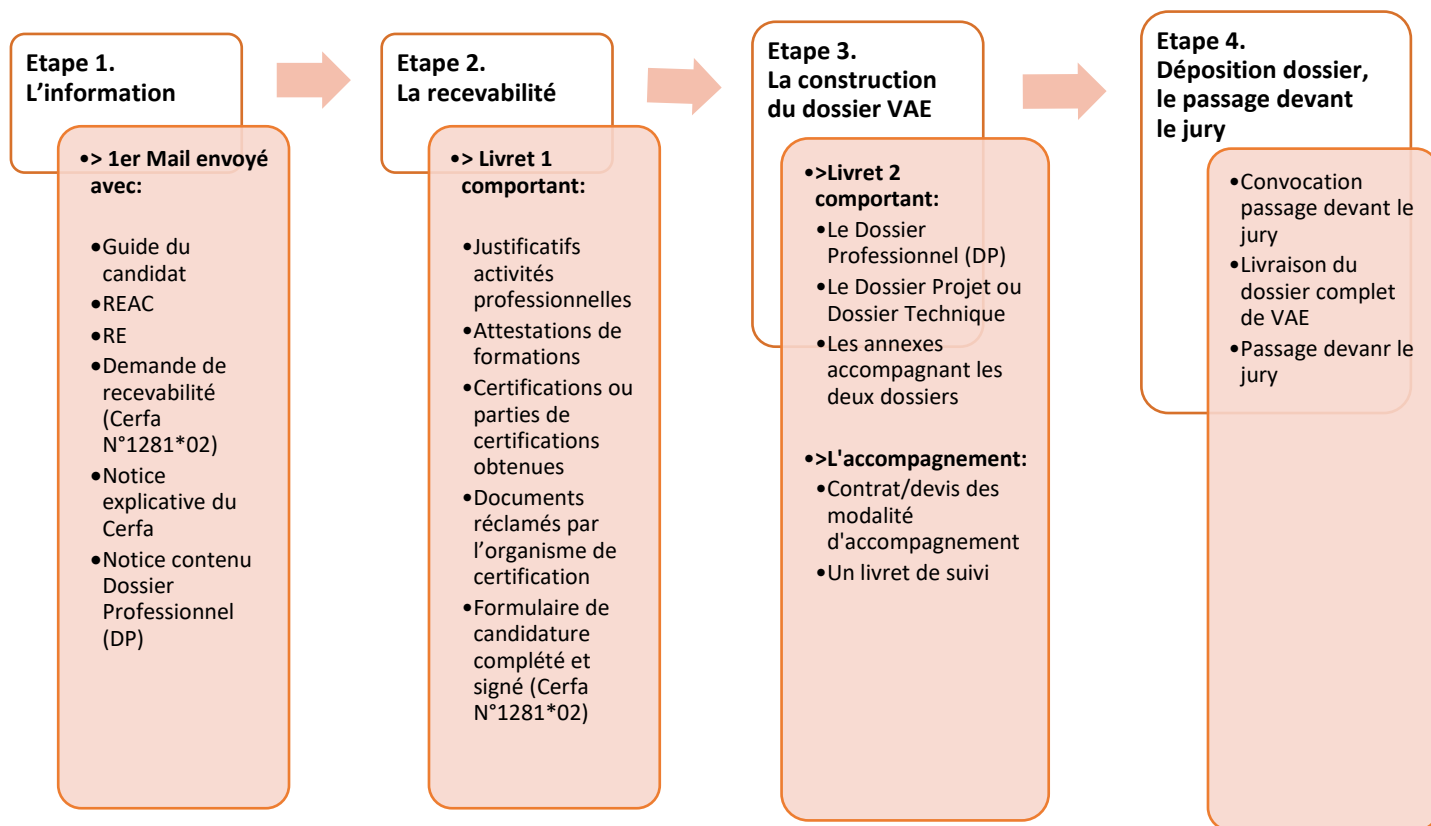 Etape 1.
L'information
•> 1er Mail envoyé
avec:
•Guide du
candidat
•REAC
•RE
•Demande de
recevabilité
(Cerfa
N°1281*02)
•Notice
explicative du
Cerfa
•Notice contenu
Dossier
Professionnel
(DP)
Etape 2.
La recevabilité
•> Livret 1
comportant:
•Justificatifs
activités
professionnelles
•Attestations de
formations
•Certifications ou
parties de
certifications
obtenues
•Documents
réclamés par
l’organisme de
certification
•Formulaire de
candidature
complété et
signé (Cerfa
N°1281*02)
Etape 3.
La construction
du dossier VAE
•>Livret 2
comportant:
•Le Dossier
Professionnel (DP)
•Le Dossier Projet ou
Dossier Technique
•Les annexes
accompagnant les
deux dossiers
•>L'accompagnement:
•Contrat/devis des
modalité
d'accompagnement
•Un livret de suivi
Etape 4.
Déposition dossier,
le passage devant
le jury
•Convocation
passage devant le
jury
•Livraison du
dossier complet
de VAE
•Passage devanr le
jury